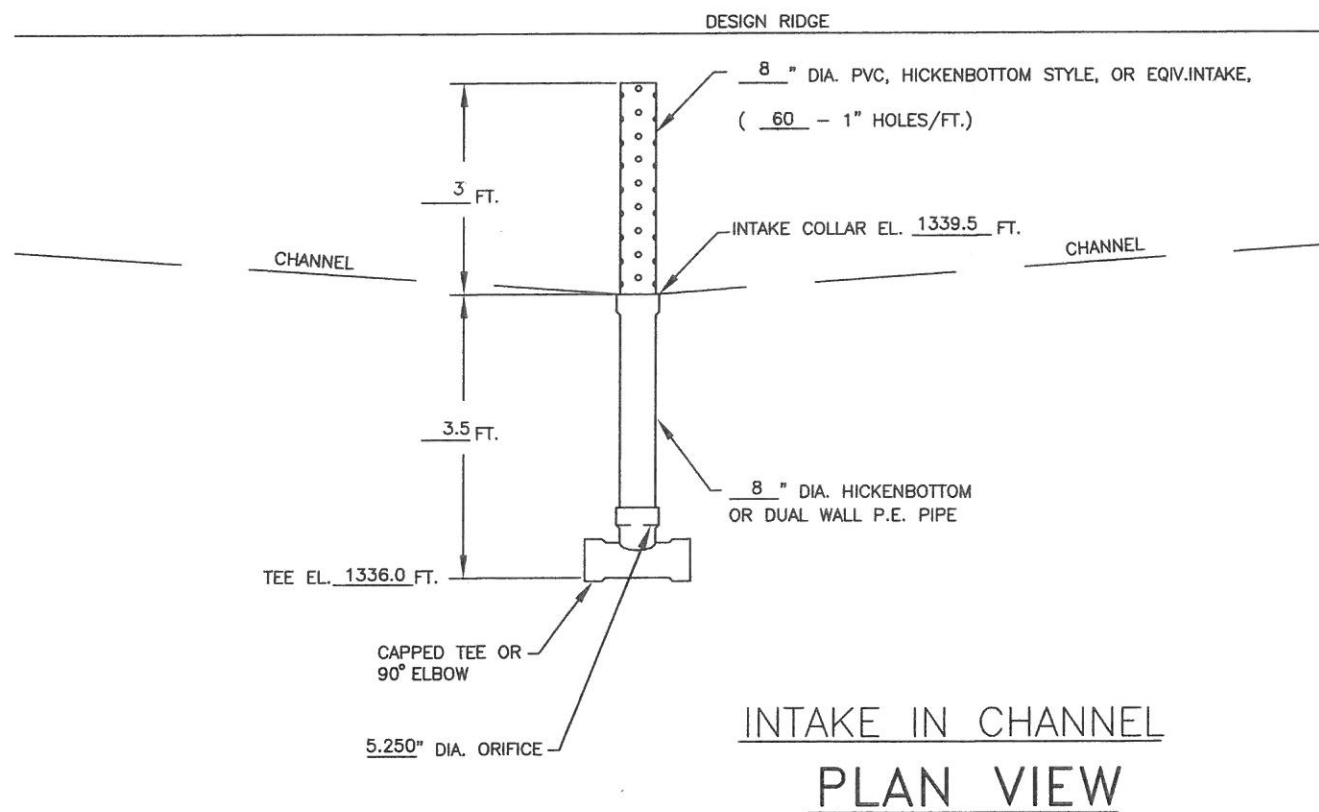 DESIGN RIDGE
8 " DIA. PVC, HICKENBOTTOM STYLE, OR EQIV.INTAKE,
( 60 - 1" HOLES/FT.)
3 FT.
INTAKE COLLAR EL. 1339.5 FT.
CHANNEL
CHANNEL
3.5 FT.
8 " DIA. HICKENBOTTOM
OR DUAL WALL P.E. PIPE
TEE EL. 1336.0 FT.
CAPPED TEE OR
90° ELBOW
5.250" DIA. ORIFICE
INTAKE IN CHANNEL
PLAN VIEW